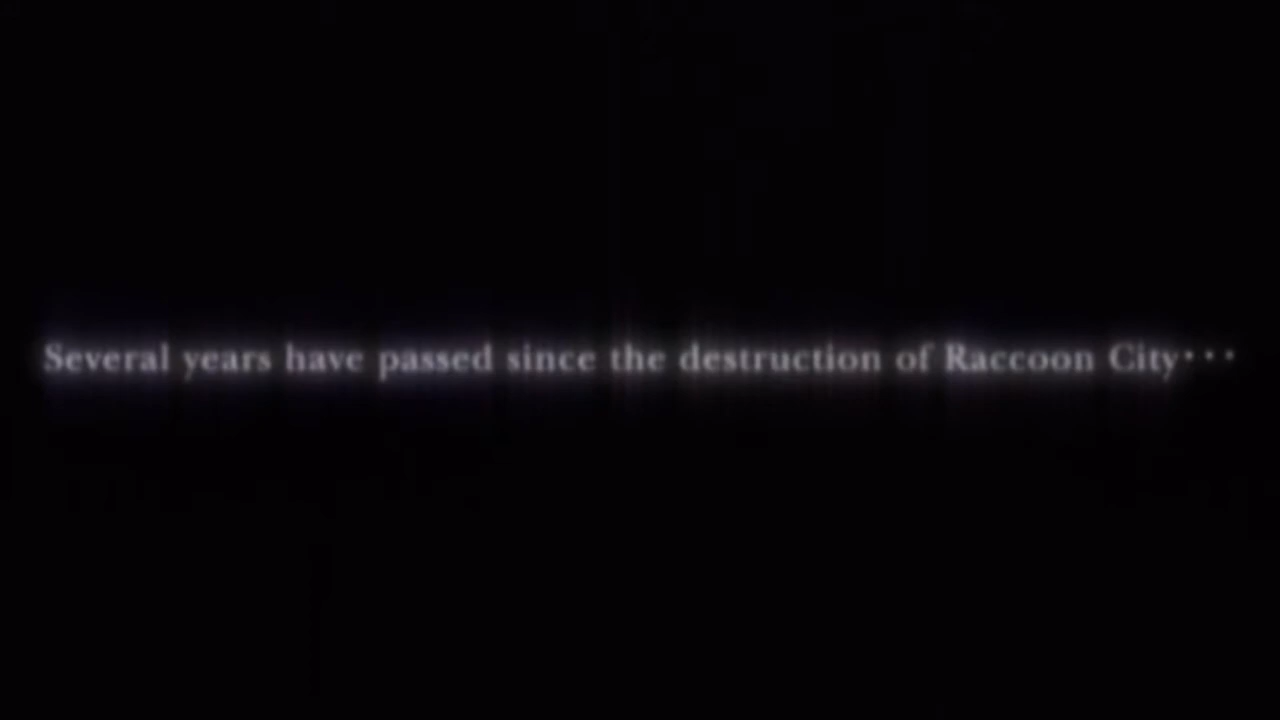 Several years have passed since the destruction of Raccoon City···